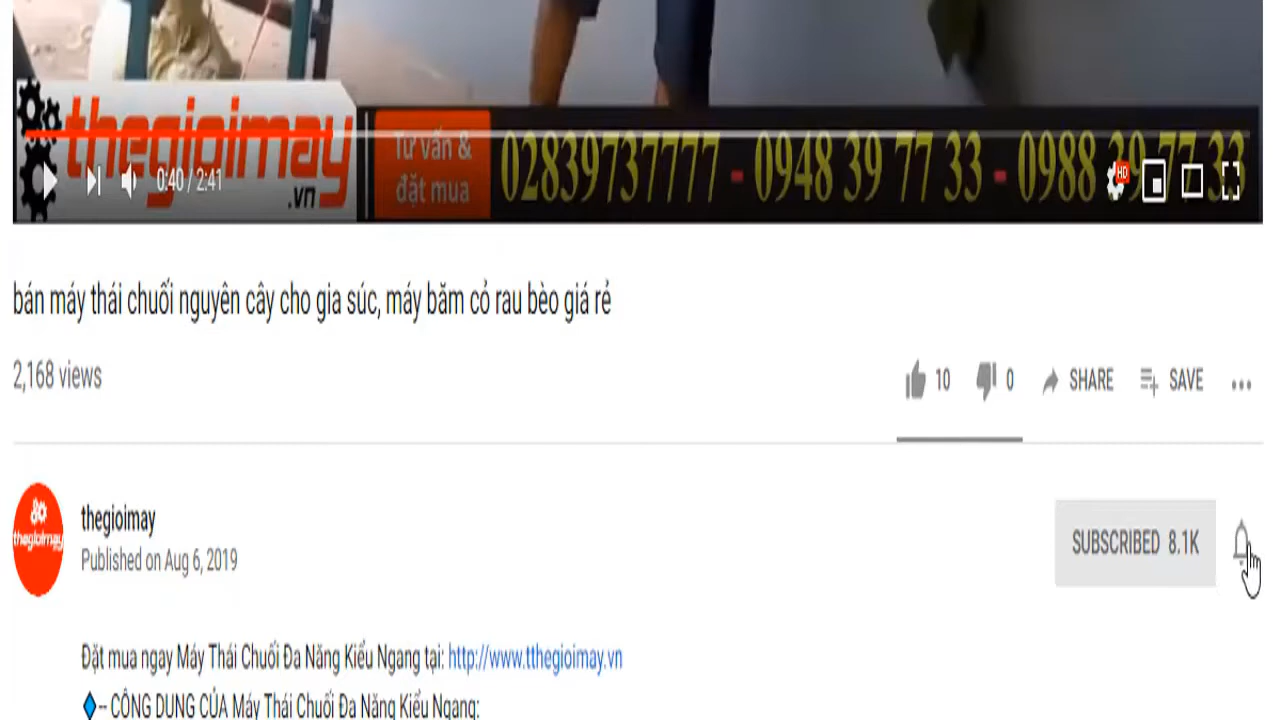 thegioimay
.vn
Tư vấn &
đặt mua
02839737777 - 0948 39 77 33 - 0988 39 77 33
HD
0:40 / 2:41
bán máy thái chuối nguyên cây cho gia súc, máy băm cỏ rau bèo giá rẻ
2,168 views
10 0 SHARE SAVE
thegioimay
thegioimay
Published on Aug 6, 2019
SUBSCRIBED 8.1K
Đặt mua ngay Máy Thái Chuối Đa Năng Kiểu Ngang tại: http://www.tthegioimay.vn
-- CÔNG DỤNG CỦA Máy Thái Chuối Đa Năng Kiểu Ngang: